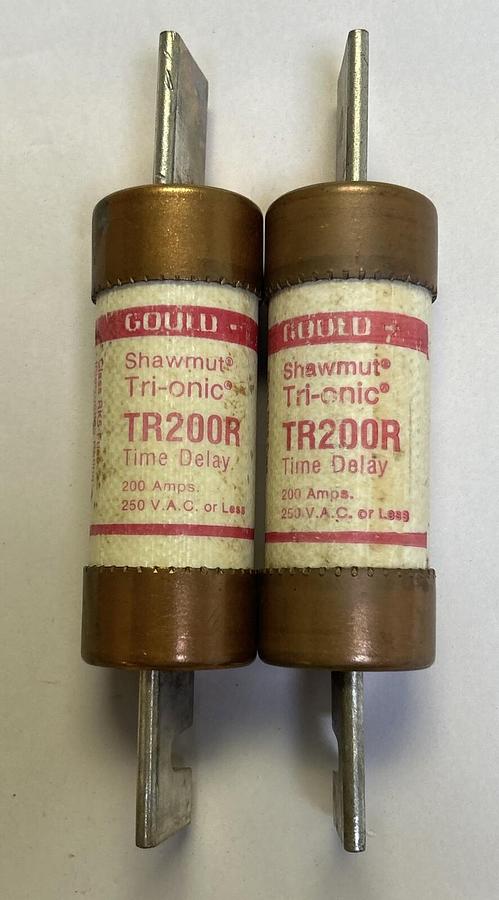 GOULD
Shawmut®
Tri-onic®
TR200R
Time Delay
200 Amps.
250 V.A.C. or Less
GOULD
Shawmut®
Tri-onic®
TR200R
Time Delay
200 Amps.
250 V.A.C. or Less